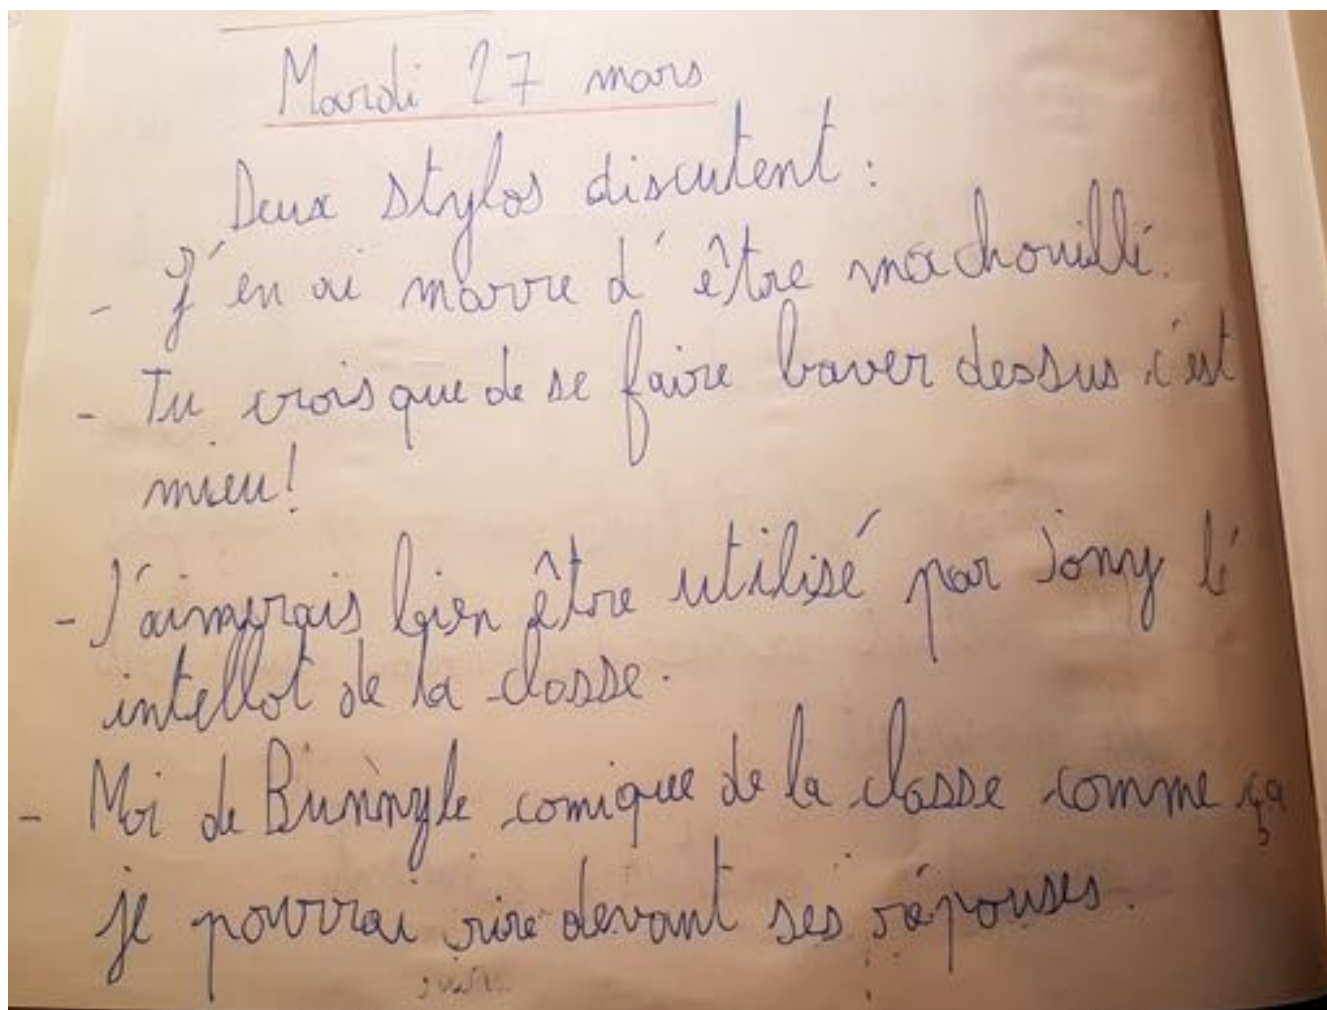 Mardi 27 mars
Deux stylos discutent :
- J'en ai marre d'être machouillé.
- Tu crois que de se faire baver dessus c'est
mieu!
- J'aimerais bien être utilisé par Jony l'
intellot de la classe.
- Moi de Bunny le comique de la classe comme ça
je pourrai rire devant ses réponses.